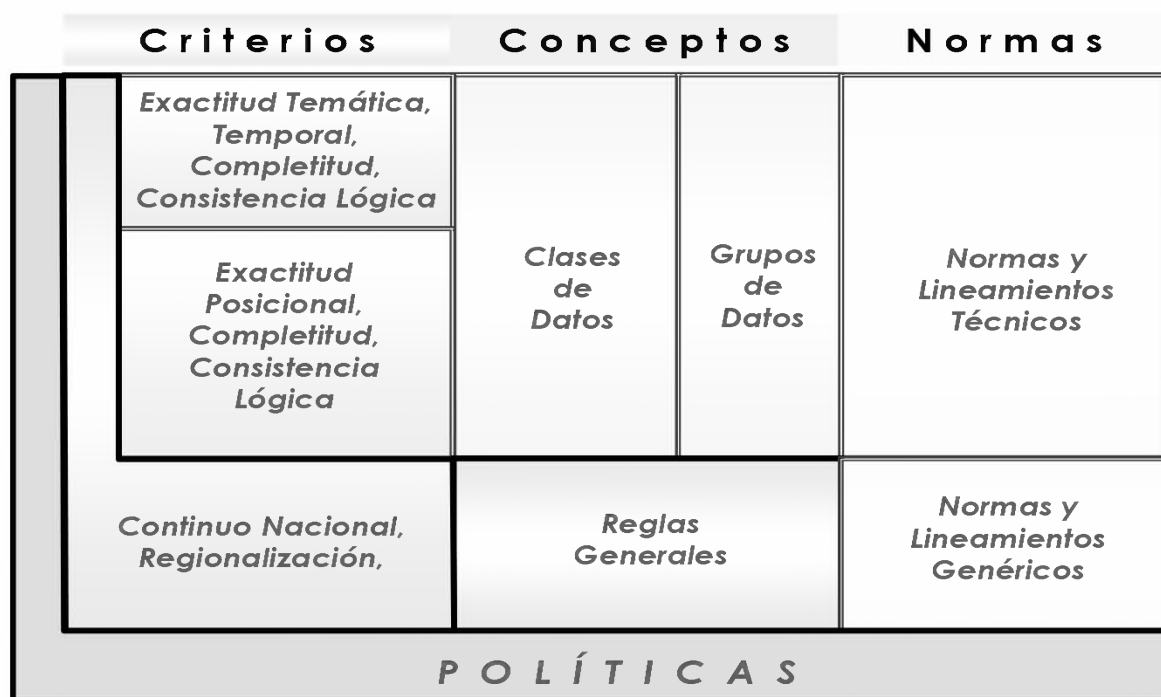 Criterios
Conceptos
Normas
Exactitud Temática,
Temporal,
Completitud,
Consistencia Lógica
Exactitud
Posicional,
Completitud,
Consistencia
Lógica
Clases
de
Datos
Grupos
de
Datos
Normas y
Lineamientos
Técnicos
Continuo Nacional,
Regionalización,
Reglas
Generales
Normas y
Lineamientos
Genéricos
POLÍTICAS